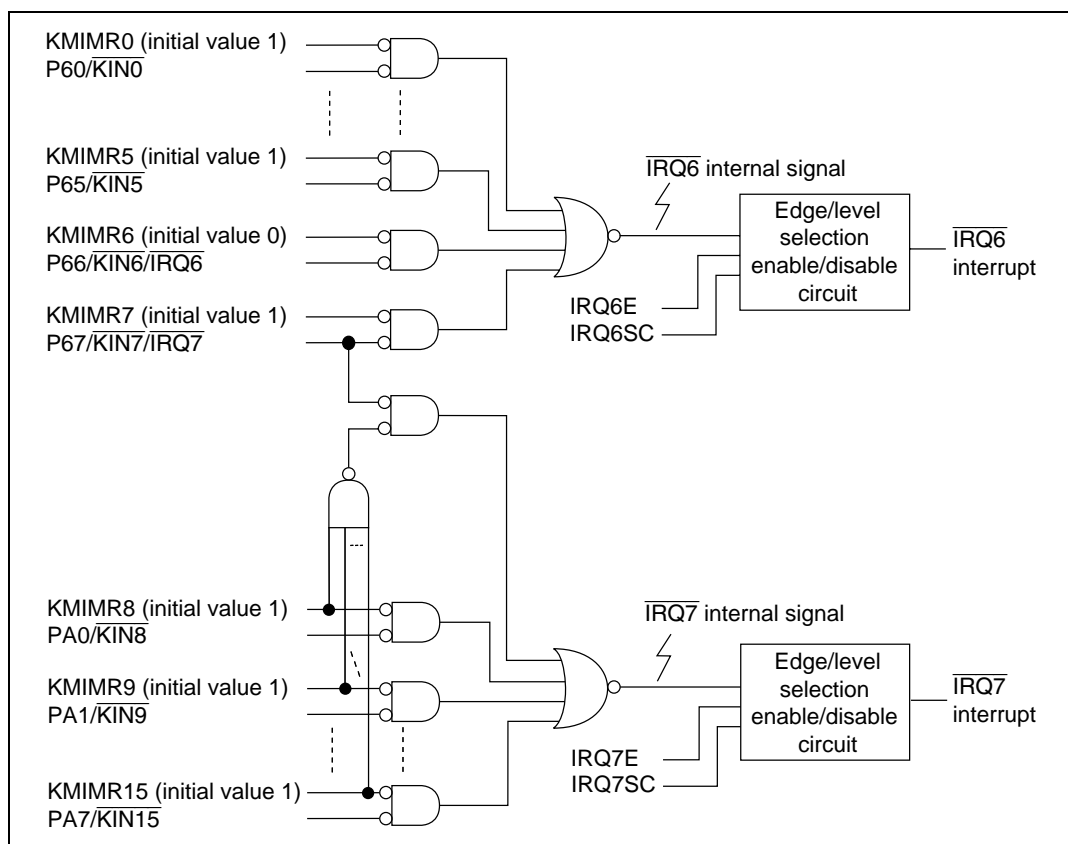 KMIMR0 (initial value 1)
P60/KIN0
KMIMR5 (initial value 1)
P65/KIN5
KMIMR6 (initial value 0)
P66/KIN6/IRQ6
KMIMR7 (initial value 1)
P67/KIN7/IRQ7
IRQ6 internal signal
IRQ6E
IRQ6SC
Edge/level
selection
enable/disable
circuit
IRQ6
interrupt
KMIMR8 (initial value 1)
PA0/KIN8
KMIMR9 (initial value 1)
PA1/KIN9
KMIMR15 (initial value 1)
PA7/KIN15
IRQ7 internal signal
IRQ7E
IRQ7SC
Edge/level
selection
enable/disable
circuit
IRQ7
interrupt